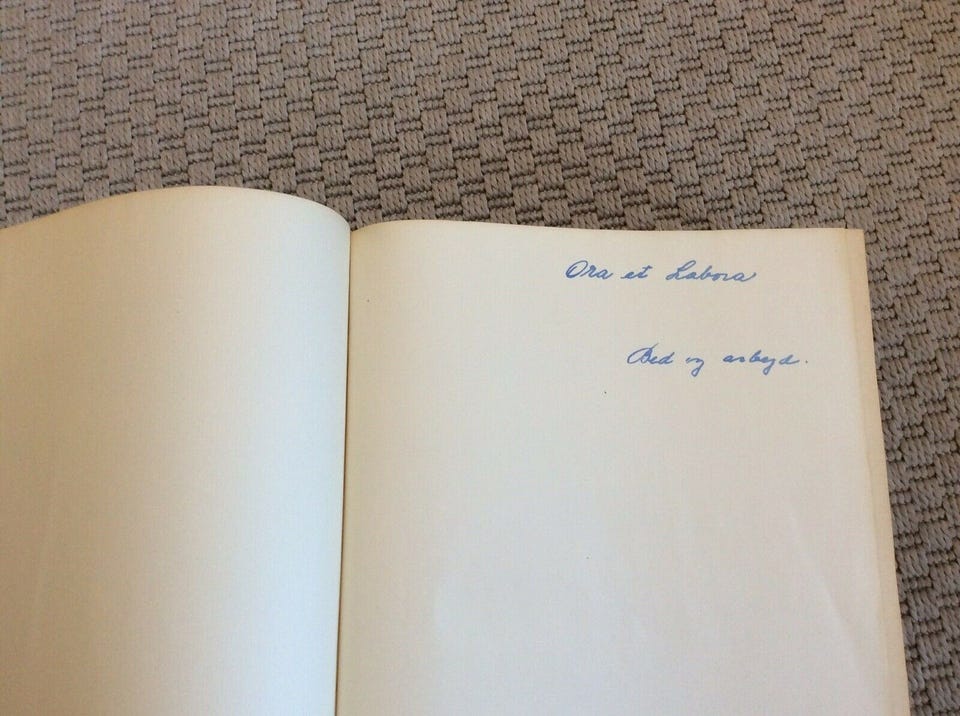 Ora et Labora
Bed og arbejd.